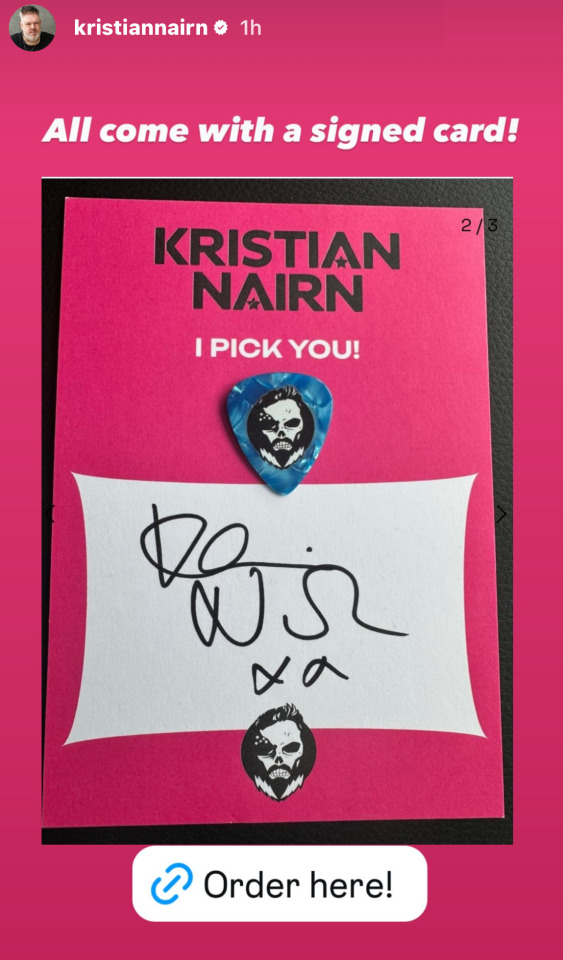 kristiannairn 1h
All come with a signed card!
2/3
KRISTIAN
NAIRN
I PICK YOU!
Order here!